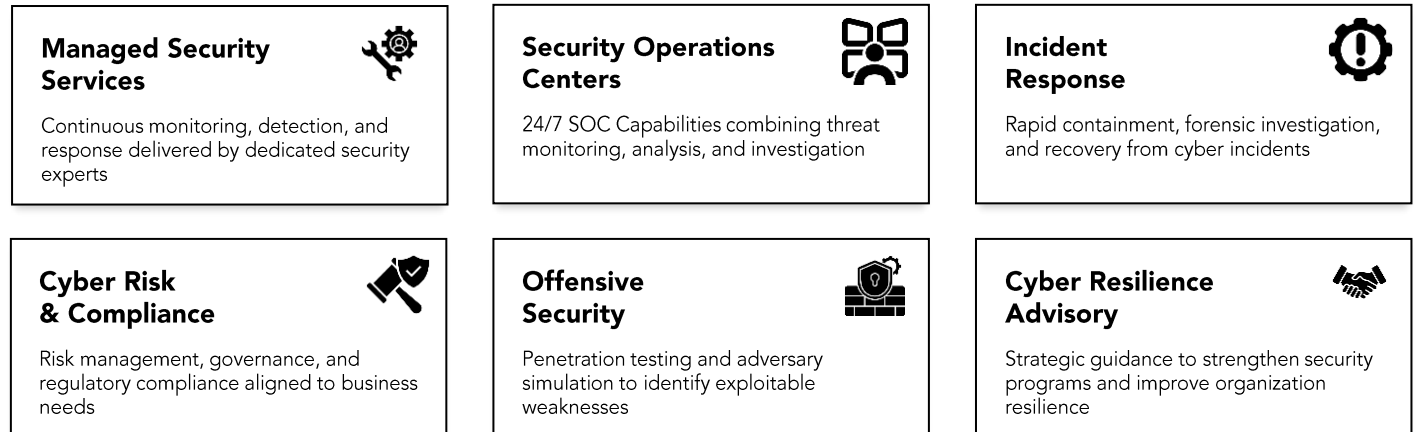 Managed Security
Services
Continuous monitoring, detection, and
response delivered by dedicated security
experts
Security Operations
Centers
24/7 SOC Capabilities combining threat
monitoring, analysis, and investigation
Incident
Response
Rapid containment, forensic investigation,
and recovery from cyber incidents
Cyber Risk
& Compliance
Risk management, governance, and
regulatory compliance aligned to business
needs
Offensive
Security
Penetration testing and adversary
simulation to identify exploitable
weaknesses
Cyber Resilience
Advisory
Strategic guidance to strengthen security
programs and improve organization
resilience